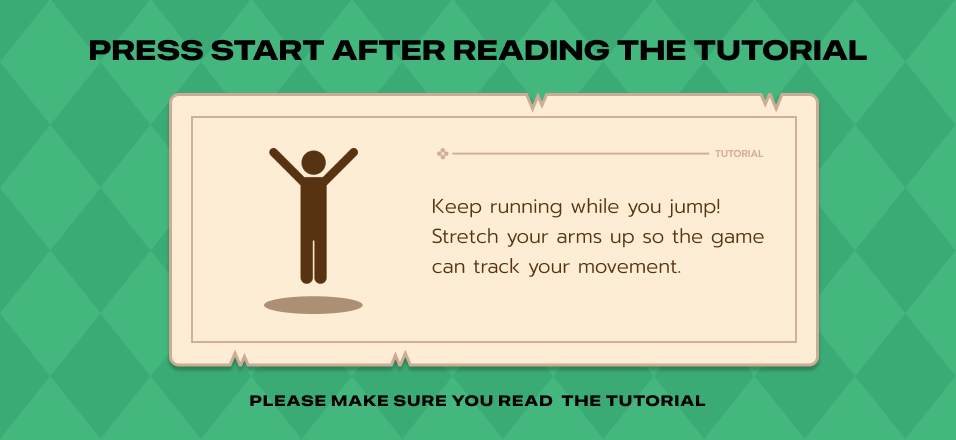 PRESS START AFTER READING THE TUTORIAL
TUTORIAL
Keep running while you jump!
Stretch your arms up so the game
can track your movement.
PLEASE MAKE SURE YOU READ THE TUTORIAL